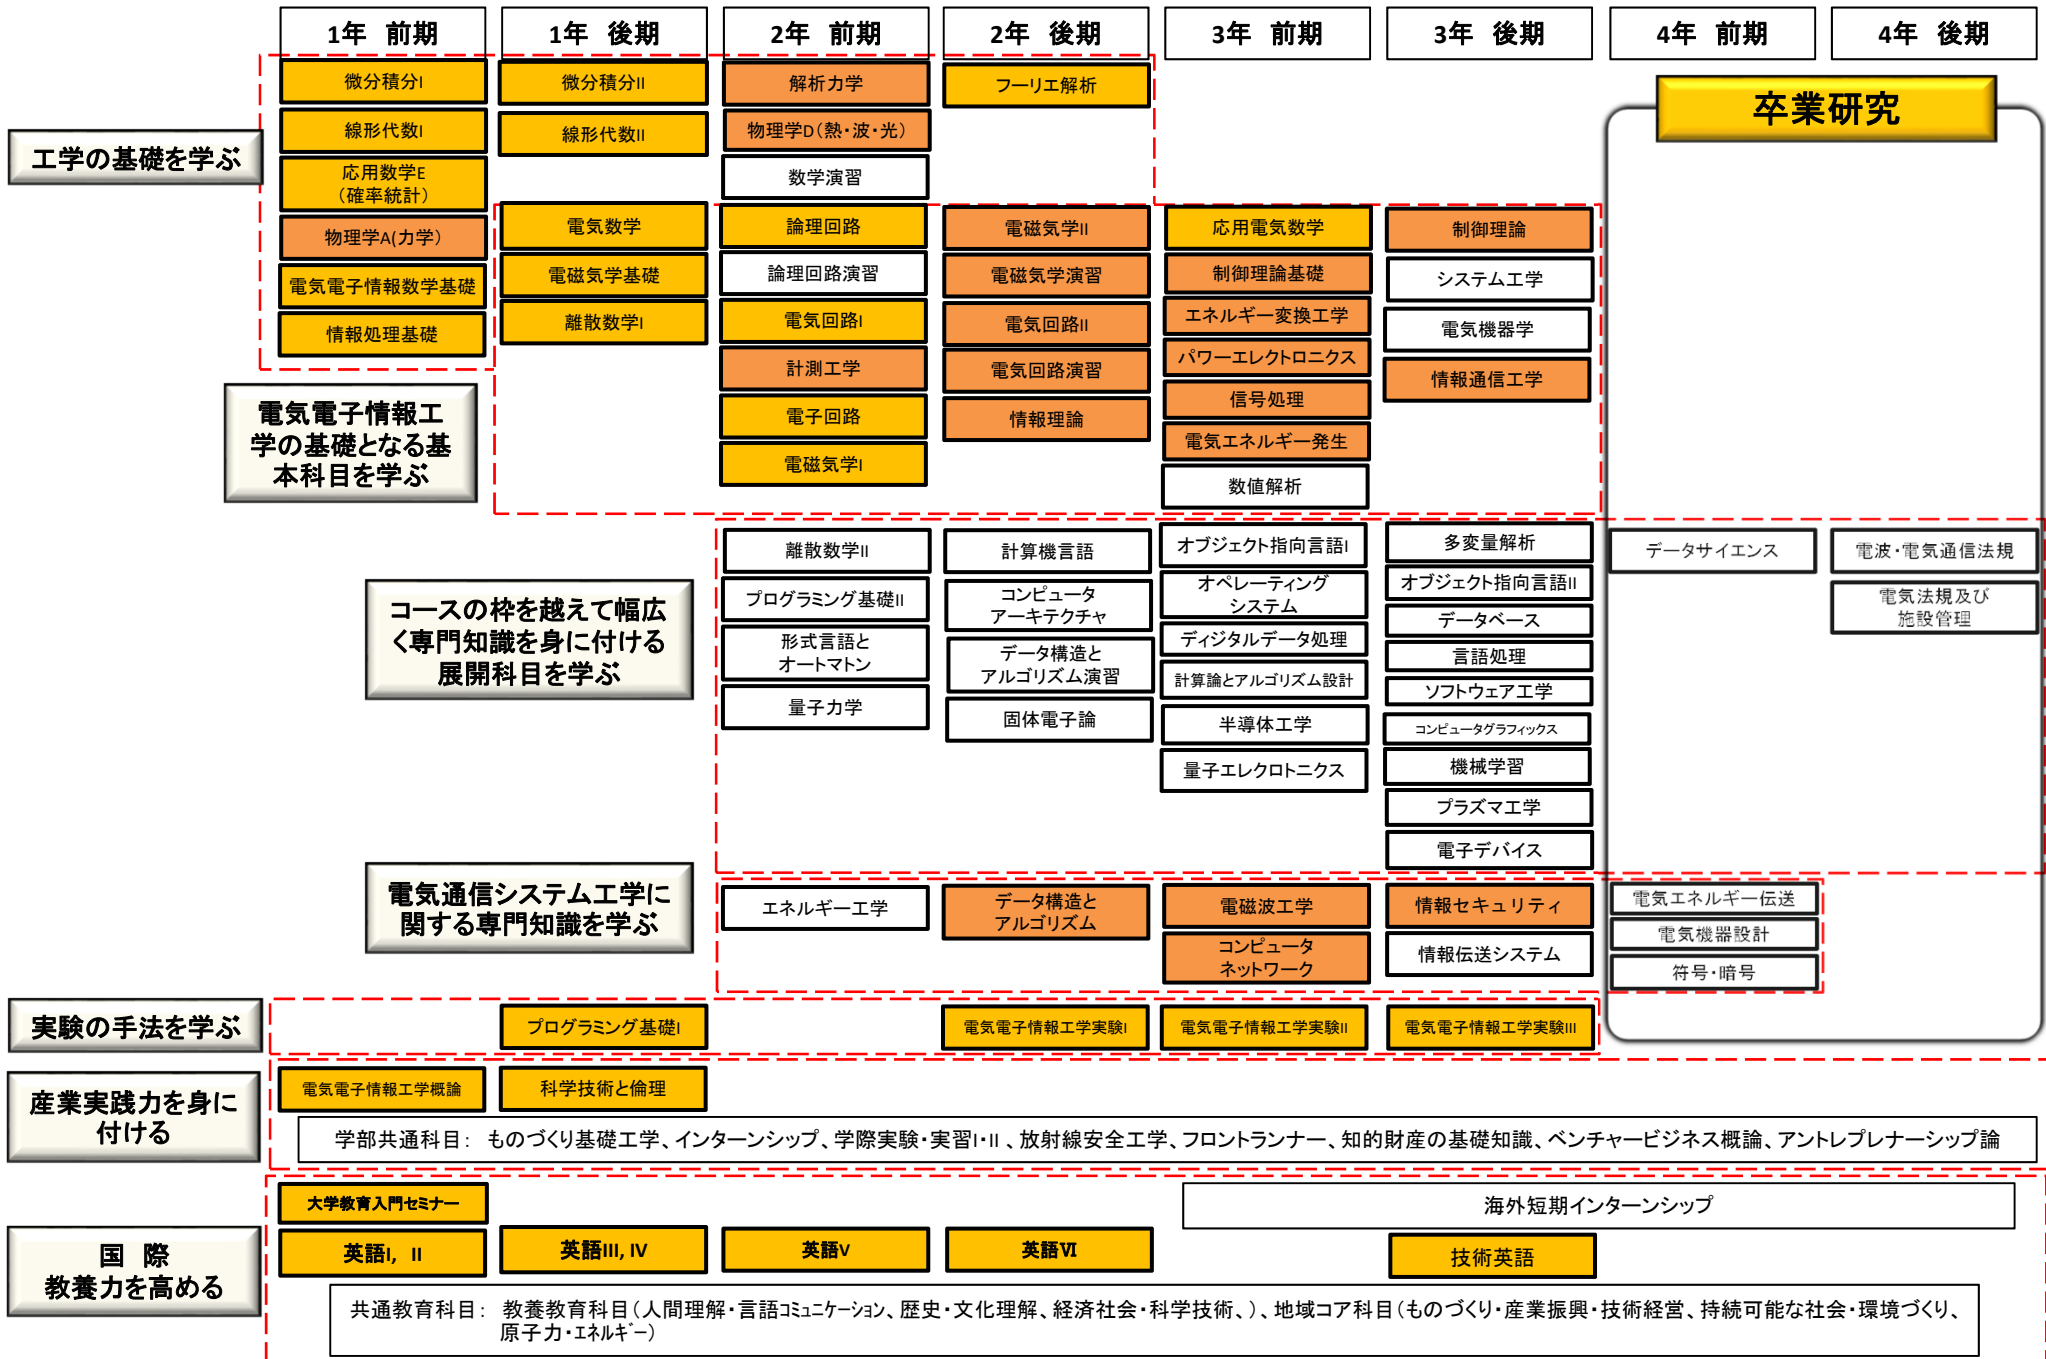 1年 前期
1年 後期
2年 前期
2年 後期
3年 前期
3年 後期
4年 前期
4年 後期
卒業研究
工学の基礎を学ぶ
微分積分I
線形代数I
応用数学E
（確率統計）
物理学A(力学）
電気電子情報数学基礎
情報処理基礎
微分積分II
線形代数II
解析力学
物理学D（熱・波・光）
数学演習
フーリエ解析
電気電子情報工
学の基礎となる基
本科目を学ぶ
電気数学
電磁気学基礎
離散数学I
論理回路
論理回路演習
電気回路I
計測工学
電子回路
電磁気学I
電磁気学II
電磁気学演習
電気回路II
電気回路演習
情報理論
応用電気数学
制御理論基礎
エネルギー変換工学
パワーエレクトロニクス
信号処理
電気エネルギー発生
数値解析
制御理論
システム工学
電気機器学
情報通信工学
コースの枠を越えて幅広
く専門知識を身に付ける
展開科目を学ぶ
離散数学II
プログラミング基礎II
形式言語と
オートマトン
量子力学
計算機言語
コンピュータ
アーキテクチャ
データ構造と
アルゴリズム演習
固体電子論
オブジェクト指向言語I
オペレーティング
システム
ディジタルデータ処理
計算論とアルゴリズム設計
半導体工学
量子エレクロトニクス
多変量解析
オブジェクト指向言語II
データベース
言語処理
ソフトウェア工学
コンピュータグラフィックス
機械学習
プラズマ工学
電子デバイス
データサイエンス
電波・電気通信法規
電気法規及び
施設管理
電気通信システム工学に
関する専門知識を学ぶ
エネルギー工学
データ構造と
アルゴリズム
電磁波工学
コンピュータ
ネットワーク
情報セキュリティ
情報伝送システム
電気エネルギー伝送
電気機器設計
符号・暗号
実験の手法を学ぶ
プログラミング基礎I
電気電子情報工学実験I
電気電子情報工学実験II
電気電子情報工学実験III
産業実践力を身に
付ける
電気電子情報工学概論
科学技術と倫理
学部共通科目： ものづくり基礎工学、インターンシップ、学際実験・実習I・II 、放射線安全工学、フロントランナー、知的財産の基礎知識、ベンチャービジネス概論、アントレプレナーシップ論
国 際
教養力を高める
大学教育入門セミナー
海外短期インターンシップ
英語I, II
英語III, IV
英語V
英語VI
技術英語
共通教育科目： 教養教育科目（人間理解・言語ｺﾐｭﾆｹｰｼｮﾝ、歴史・文化理解、経済社会・科学技術、）、地域コア科目（ものづくり・産業振興・技術経営、持続可能な社会・環境づくり、
原子力・ｴﾈﾙｷﾞｰ）